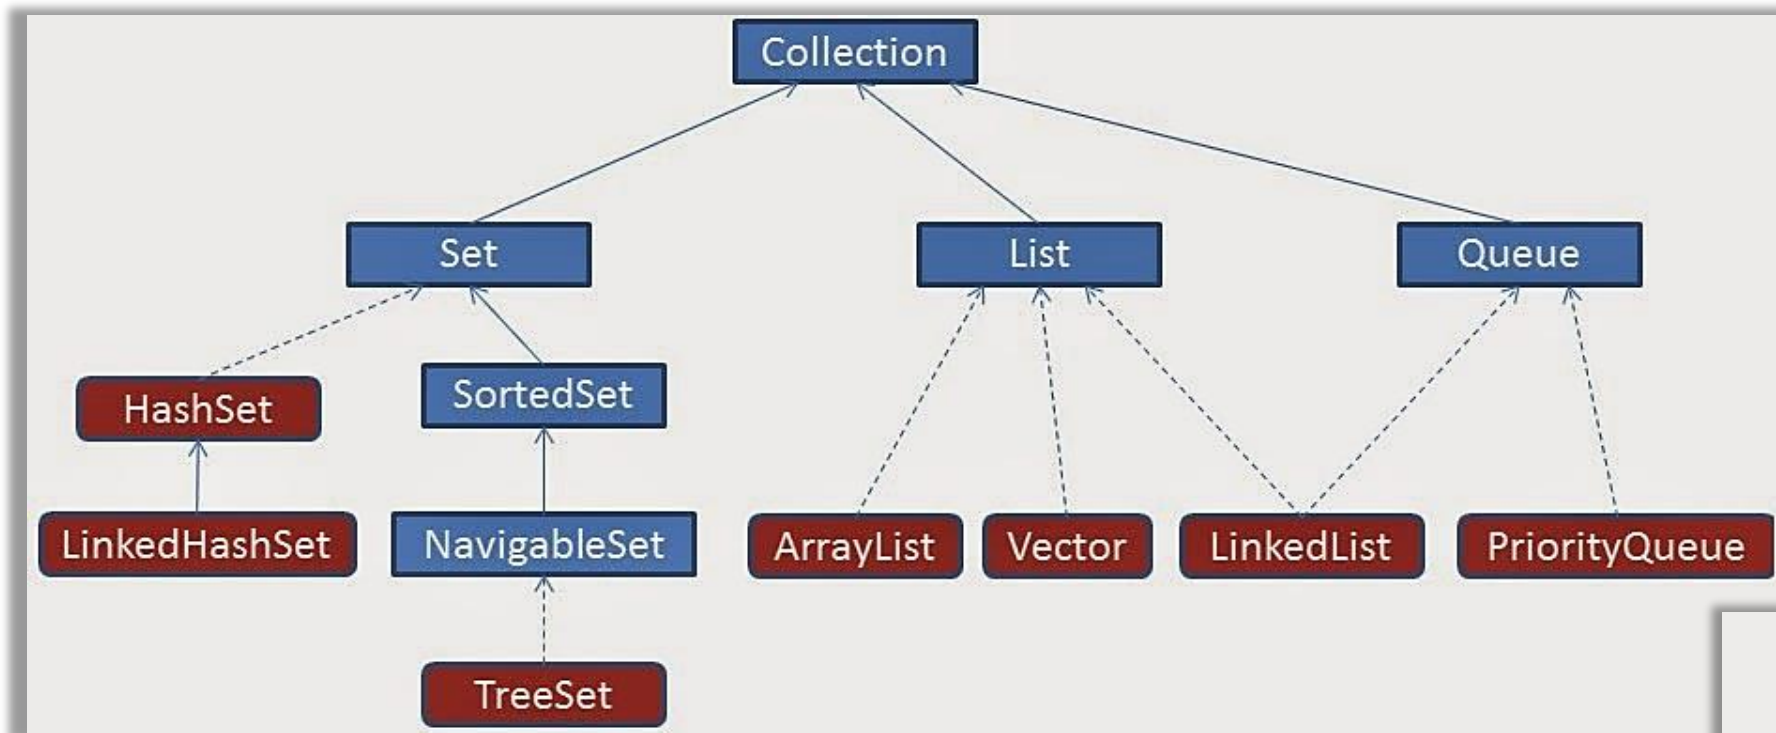 Collection
Set
List
Queue
HashSet
SortedSet
LinkedHashSet
NavigableSet
ArrayList
Vector
LinkedList
PriorityQueue
TreeSet